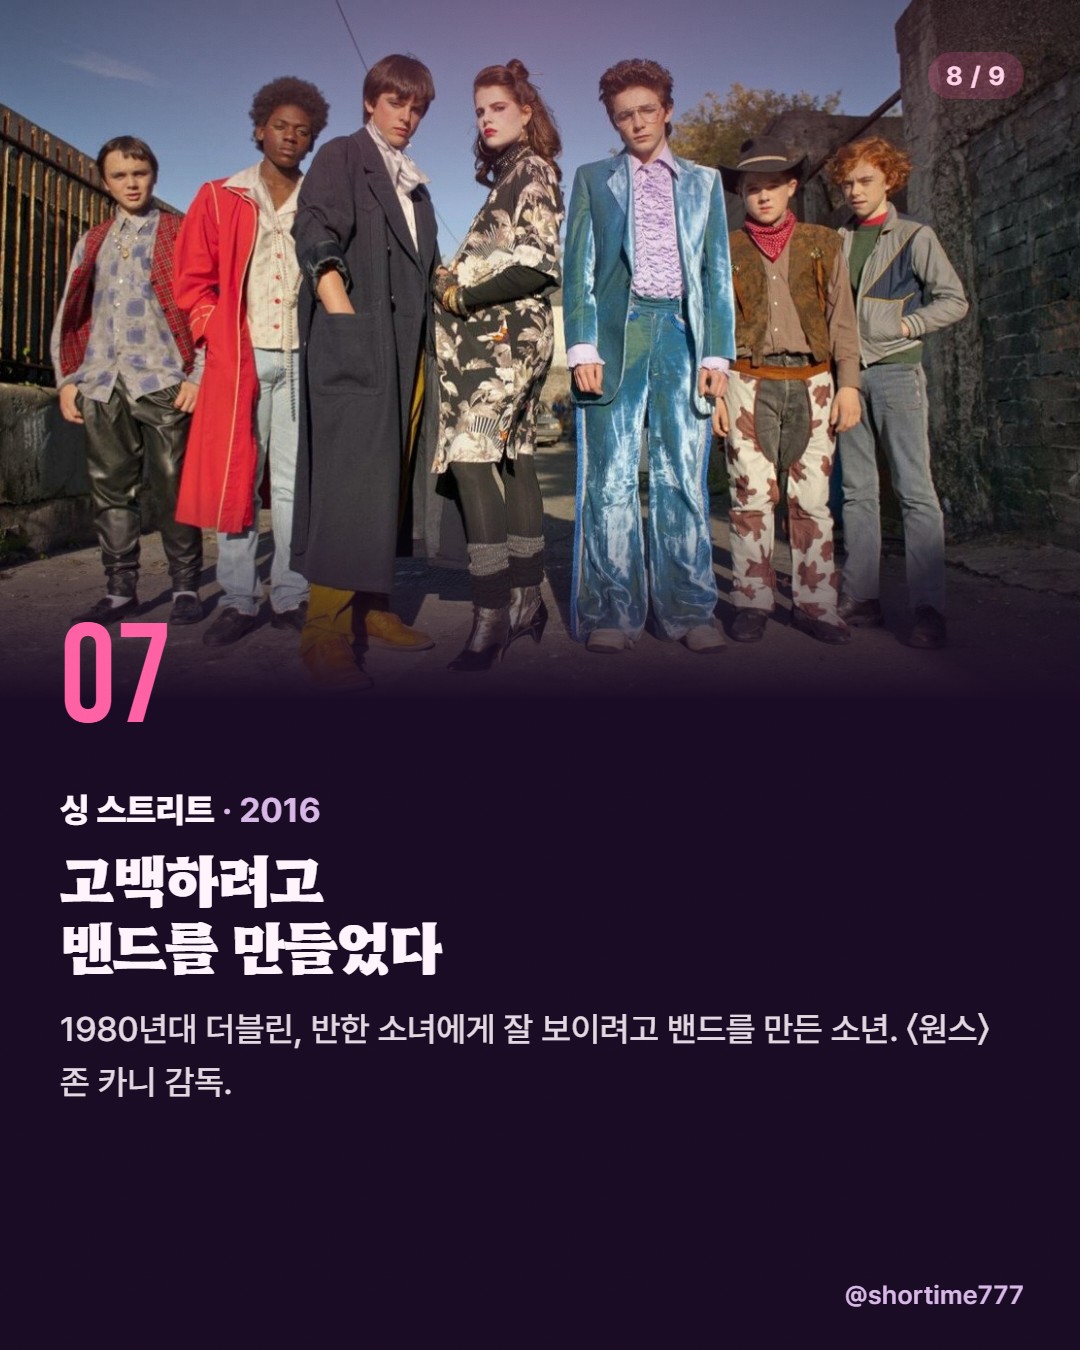 8 / 9
07
싱 스트리트 · 2016
고백하려고
밴드를 만들었다
1980년대 더블린, 반한 소녀에게 잘 보이려고 밴드를 만든 소년. 〈원스〉
존 카니 감독.
@shortime777